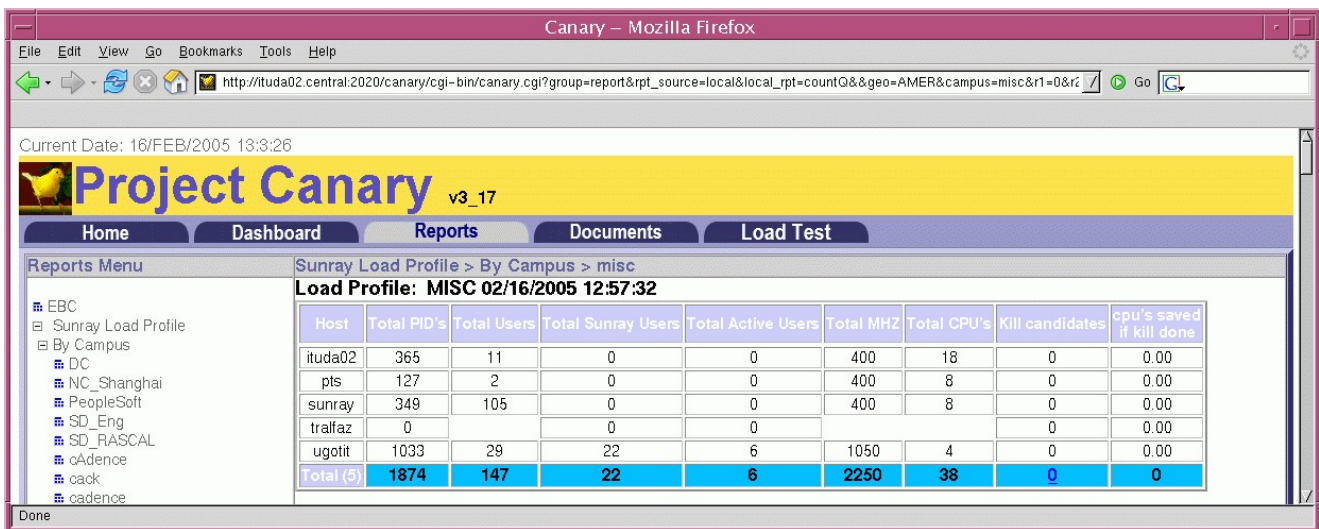 Canary – Mozilla Firefox
File Edit View Go Bookmarks Tools Help
http://ituda02.central:2020/canary/cgi-bin/canary.cgi?group=report&rpt_source=local&local_rpt=countQ&&geo=AMER&campus=misc&r1=0&r2 Go G
Current Date: 16/FEB/2005 13:3:26
Project Canary v3_17
Home Dashboard Reports Documents Load Test
Reports Menu
EBC
Sunray Load Profile
By Campus
DC
NC_Shanghai
PeopleSoft
SD_Eng
SD_RASCAL
cAdence
cack
cadence
Sunray Load Profile > By Campus > misc
Load Profile: MISC 02/16/2005 12:57:32
Host Total PID's Total Users Total Sunray Users Total Active Users Total MHZ Total CPU's Kill candidates cpu's saved if kill done
ituda02 365 11 0 0 400 18 0 0.00
pts 127 2 0 0 400 8 0 0.00
sunray 349 105 0 0 400 8 0 0.00
tralfaz 0 0 0 0 0.00
ugotit 1033 29 22 6 1050 4 0 0.00
Total (5) 1874 147 22 6 2250 38 0 0
Done